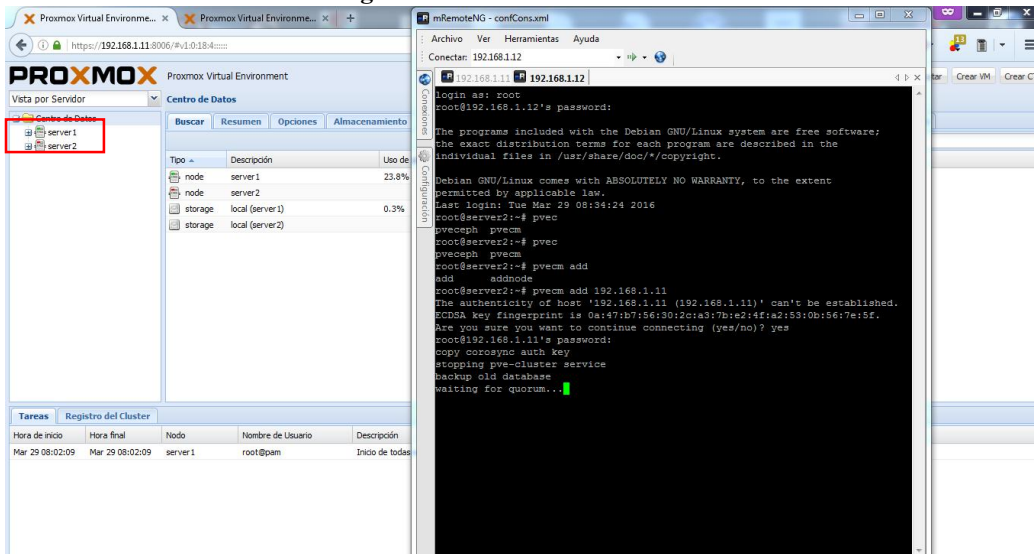 Proxmox Virtual Environme...
Proxmox Virtual Environme...
https://192.168.1.11:8006/#v1:0:18:4::::::
PROXMOX
Proxmox Virtual Environment
Vista por Servidor
Centro de Datos
server1
server2
Centro de Datos
Buscar Resumen Opciones Almacenamiento
Tipo Descripción Uso de
node server1 23.8%
node server2
storage local (server1) 0.3%
storage local (server2)
Tareas Registro del Cluster
Hora de inicio Hora final Nodo Nombre de Usuario Descripción
Mar 29 08:02:09 Mar 29 08:02:09 server1 root@pam Inicio de todas
mRemoteNG - confCons.xml
Archivo Ver Herramientas Ayuda
Conectar: 192.168.1.12
192.168.1.11 192.168.1.12
Conexiones
Configuración
login as: root
root@192.168.1.12's password:
The programs included with the Debian GNU/Linux system are free software;
the exact distribution terms for each program are described in the
individual files in /usr/share/doc/*/copyright.
Debian GNU/Linux comes with ABSOLUTELY NO WARRANTY, to the extent
permitted by applicable law.
Last login: Tue Mar 29 08:34:24 2016
root@server2:~# pvec
pveceph pvecm
root@server2:~# pvec
pveceph pvecm
root@server2:~# pvecm add
add addnode
root@server2:~# pvecm add 192.168.1.11
The authenticity of host '192.168.1.11 (192.168.1.11)' can't be established.
ECDSA key fingerprint is 0a:47:b7:56:30:2c:a3:7b:e2:4f:a2:53:0b:56:7e:5f.
Are you sure you want to continue connecting (yes/no)? yes
root@192.168.1.11's password:
copy corosync auth key
stopping pve-cluster service
backup old database
waiting for quorum...
Crear VM Crear C